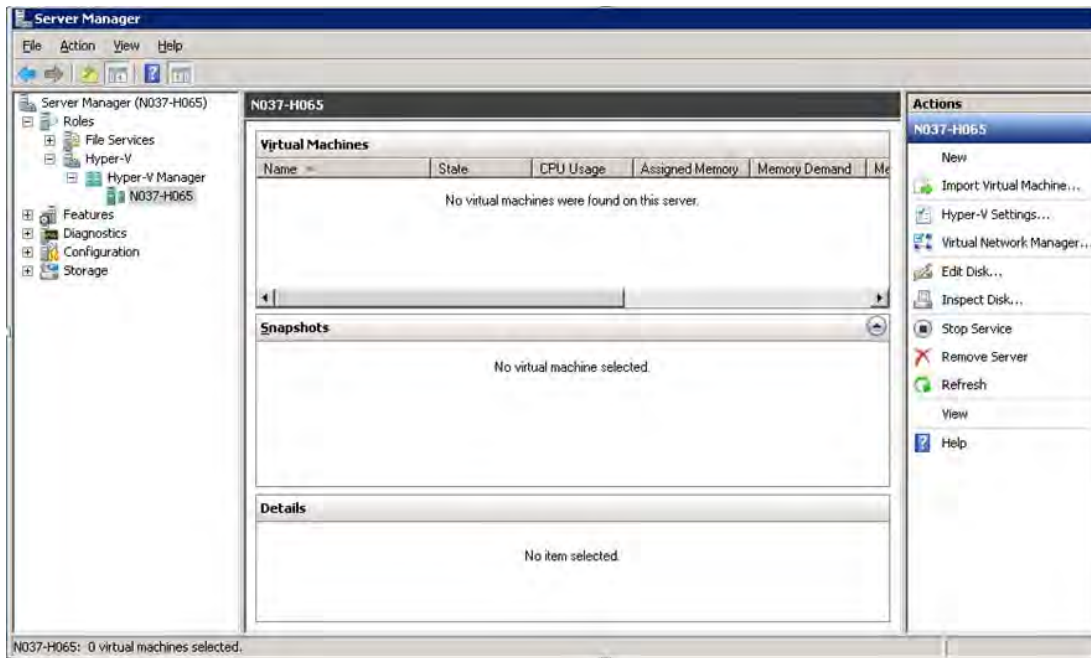 Server Manager
File Action View Help
Server Manager (N037-H065)
Roles
File Services
Hyper-V
Hyper-V Manager
N037-H065
Features
Diagnostics
Configuration
Storage
N037-H065
Virtual Machines
Name State CPU Usage Assigned Memory Memory Demand Me
No virtual machines were found on this server.
Snapshots
No virtual machine selected.
Details
No item selected.
Actions
N037-H065
New
Import Virtual Machine...
Hyper-V Settings...
Virtual Network Manager...
Edit Disk...
Inspect Disk...
Stop Service
Remove Server
Refresh
View
Help
N037-H065: 0 virtual machines selected.